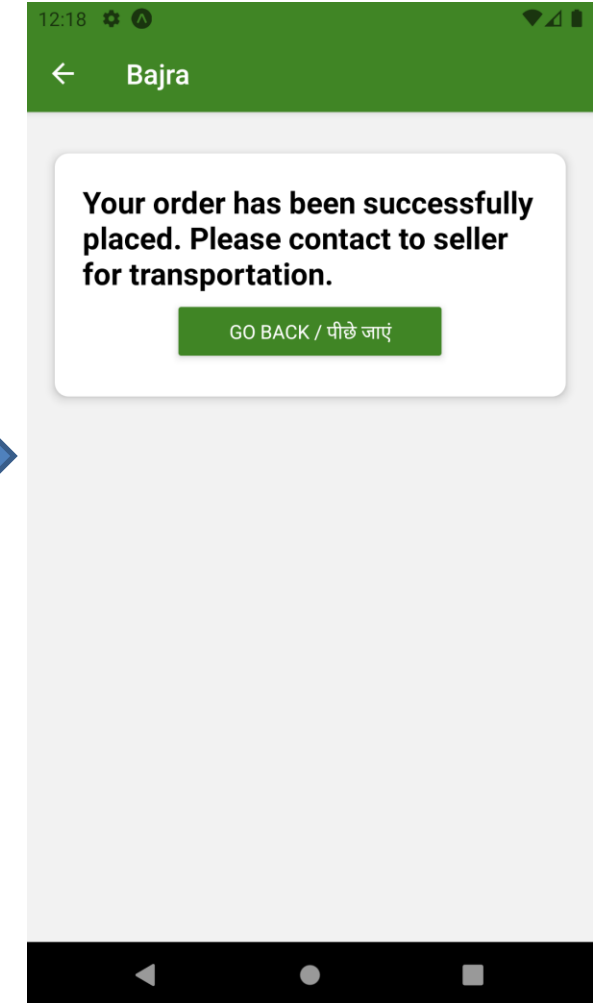 12:18
Bajra
Your order has been successfully
placed. Please contact to seller
for transportation.
GO BACK / पीछे जाएं